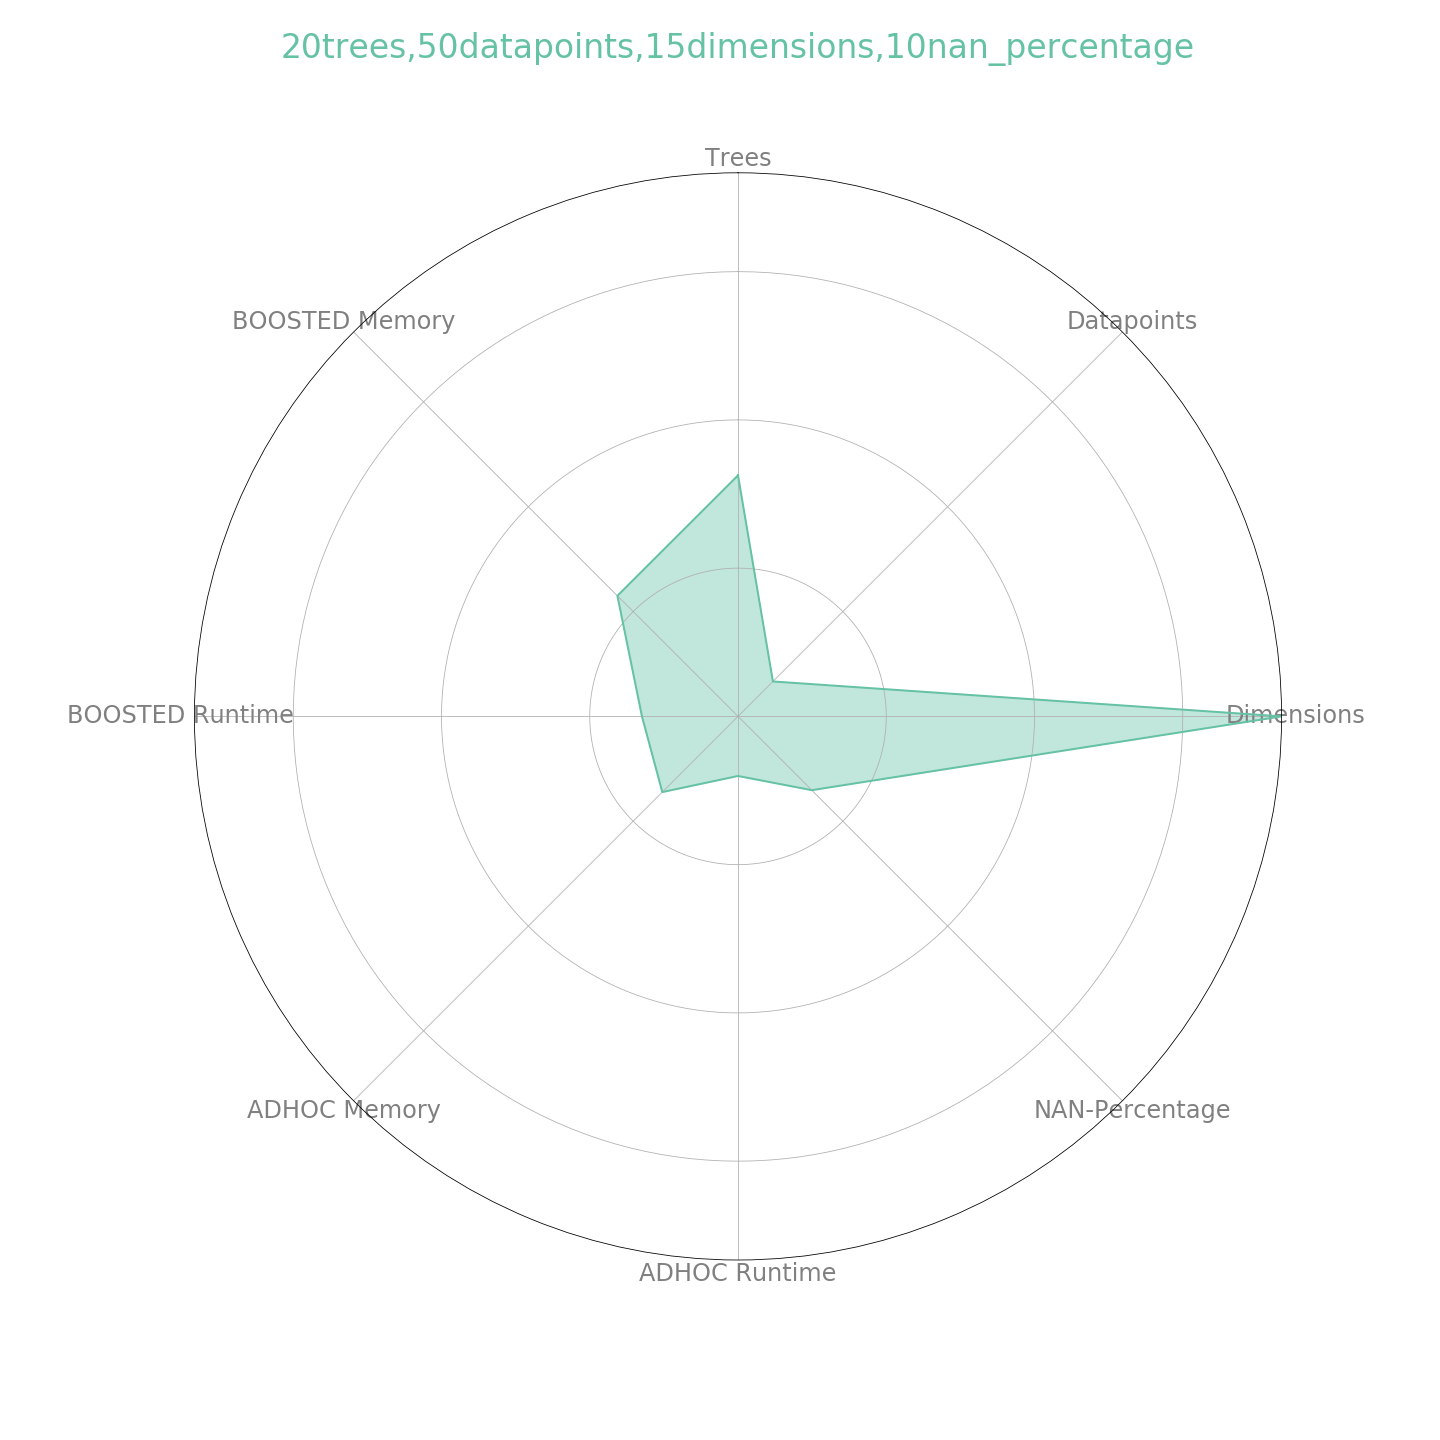 20trees,50datapoints,15dimensions,10nan_percentage
Trees
BOOSTED Memory
Datapoints
BOOSTED Runtime
Dimensions
ADHOC Memory
NAN-Percentage
ADHOC Runtime